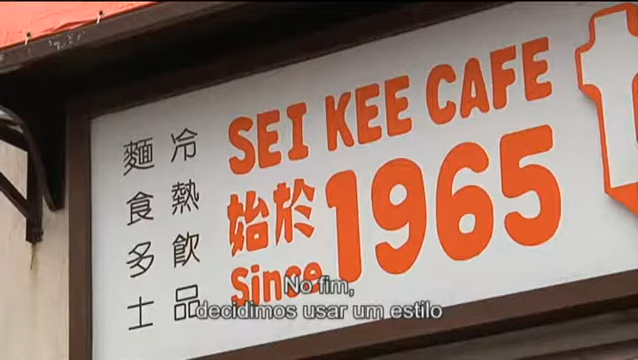 SEI KEE CAFE
始於 1965
Since
冷熱飲品
麵食多士
No fim,
decidimos usar um estilo